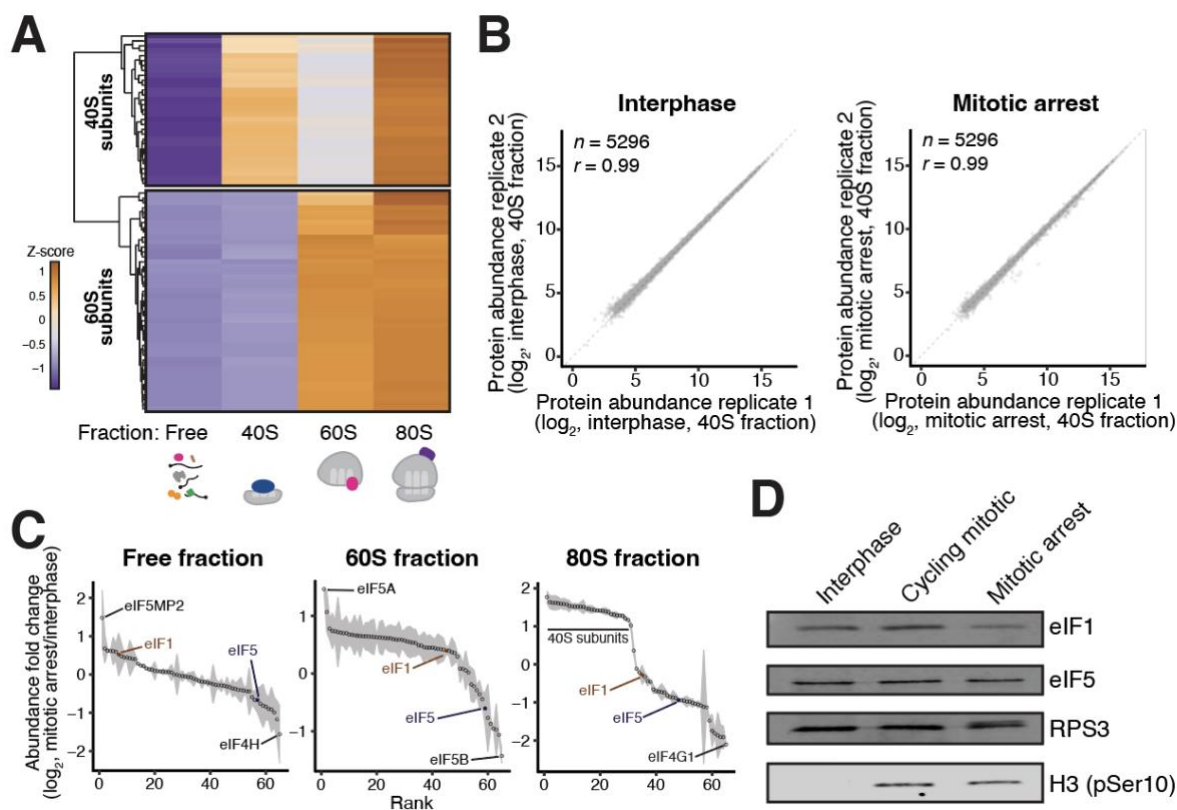 A
40S
subunits
60S
subunits
Z-score
1
0.5
0
−0.5
−1
Fraction: Free 40S 60S 80S
B
Interphase
n = 5296
r = 0.99
Protein abundance replicate 2
(log2, interphase, 40S fraction)
15
10
5
0
0 5 10 15
Protein abundance replicate 1
(log2, interphase, 40S fraction)
Mitotic arrest
n = 5296
r = 0.99
Protein abundance replicate 2
(log2, mitotic arrest, 40S fraction)
15
10
5
0
0 5 10 15
Protein abundance replicate 1
(log2, mitotic arrest, 40S fraction)
C
Abundance fold change
(log2, mitotic arrest/interphase)
Free fraction
2
1
0
−1
−2
eIF5MP2
eIF1
eIF5
eIF4H
0 20 40 60
60S fraction
1
0
−1
eIF5A
eIF1
eIF5
eIF5B
0 20 40 60
Rank
80S fraction
2
1
0
−1
−2
40S subunits
eIF1
eIF5
eIF4G1
0 20 40 60
D
Interphase
Cycling mitotic
Mitotic arrest
eIF1
eIF5
RPS3
H3 (pSer10)